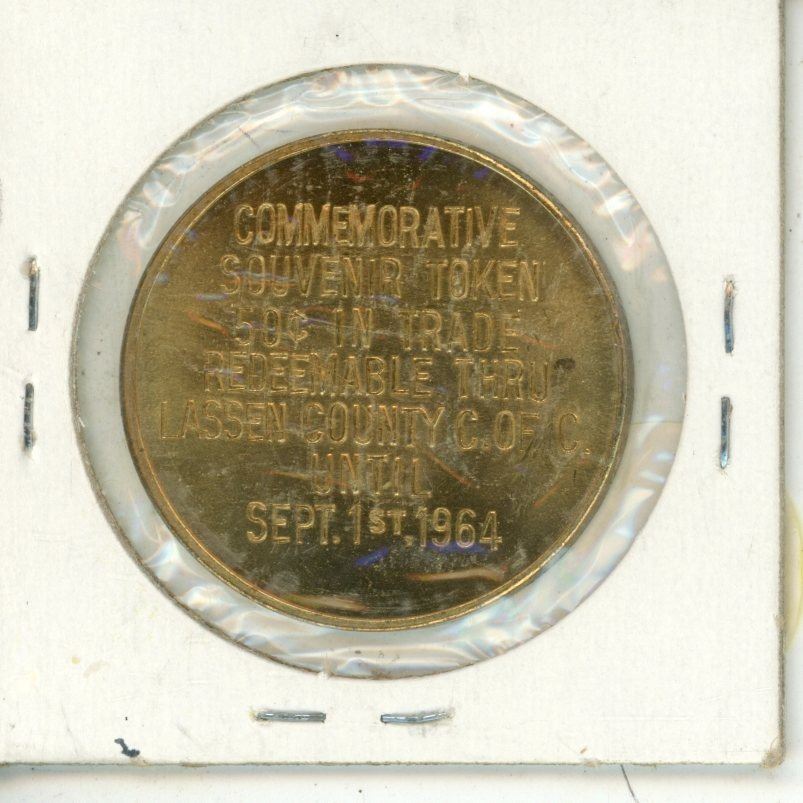 COMMEMORATIVE
SOUVENIR TOKEN
50¢ IN TRADE
REDEEMABLE THRU
LASSEN COUNTY C. OF C.
UNTIL
SEPT. 1ST, 1964